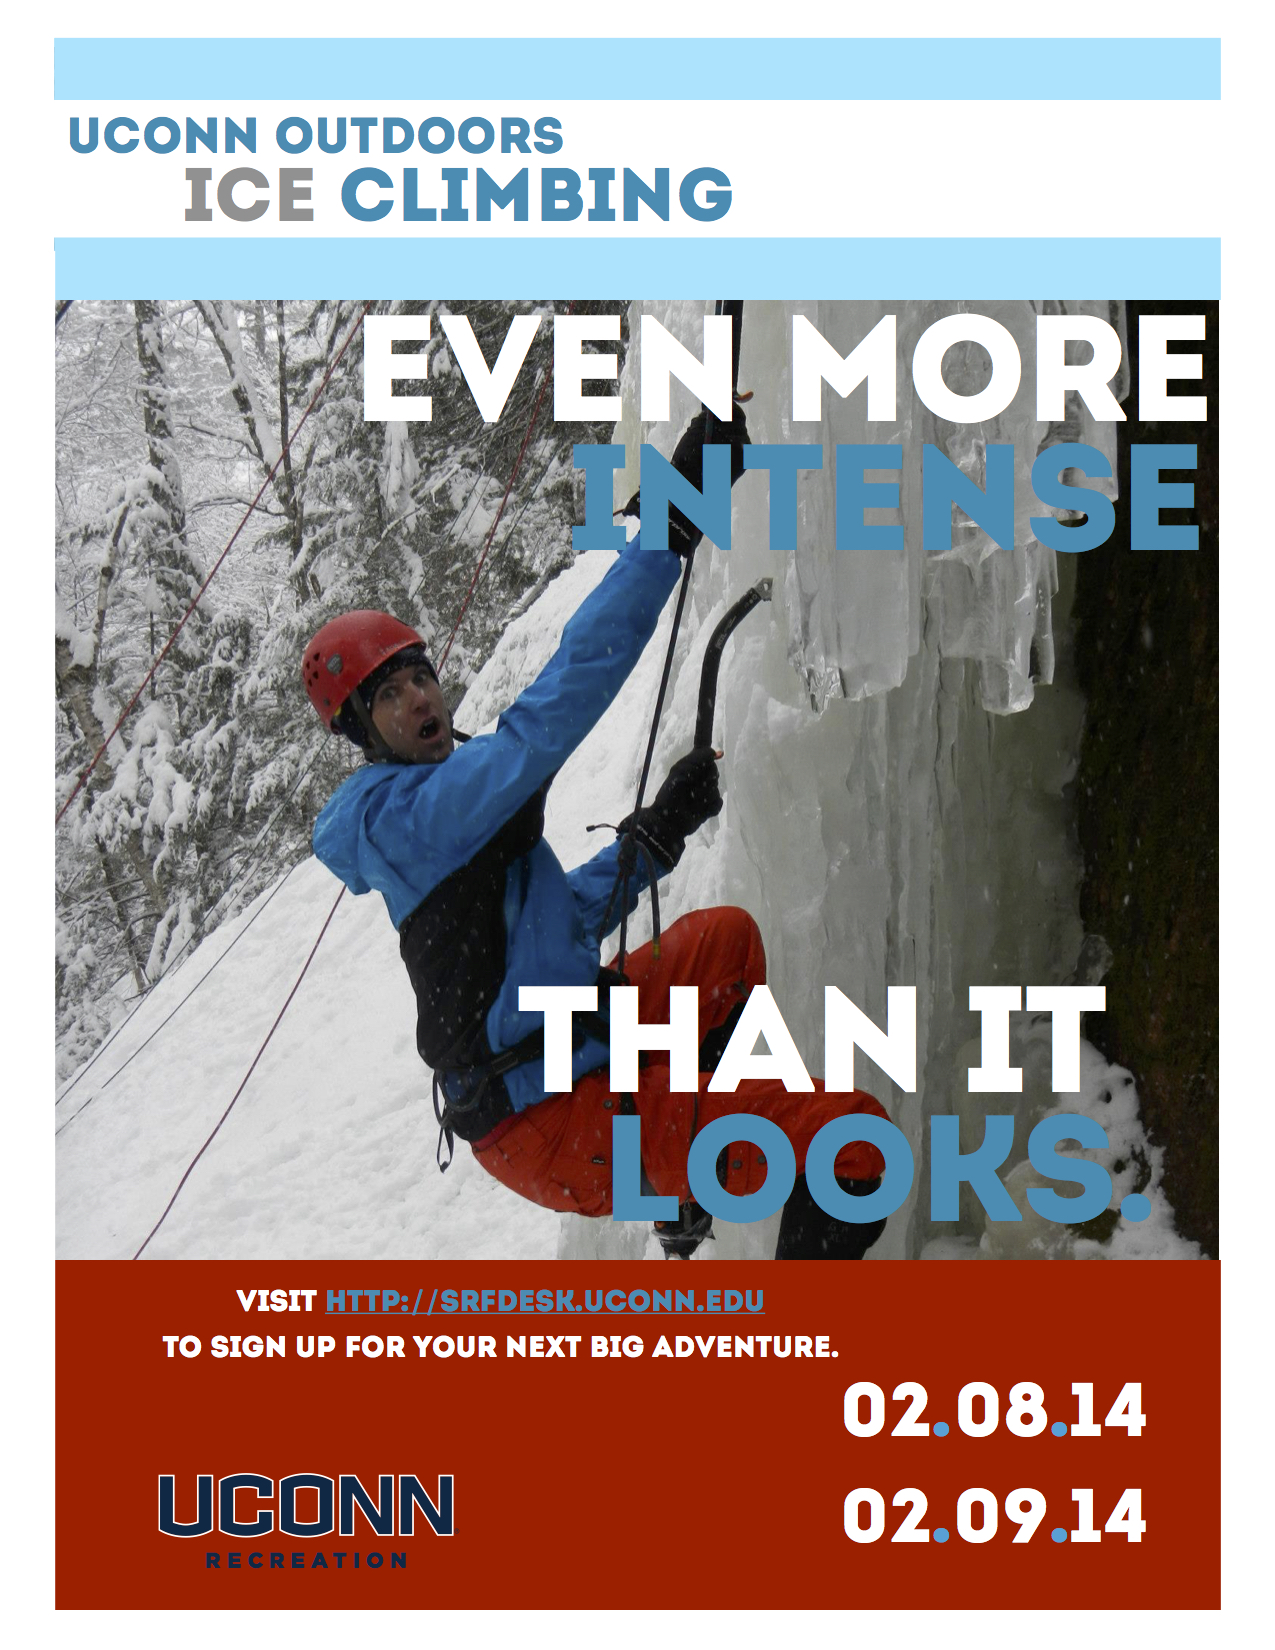 UCONN OUTDOORS
ICE CLIMBING
EVEN MORE
INTENSE
THAN IT
LOOKS.
VISIT HTTP://SRFDESK.UCONN.EDU
TO SIGN UP FOR YOUR NEXT BIG ADVENTURE.
02.08.14
02.09.14
UCONN
RECREATION